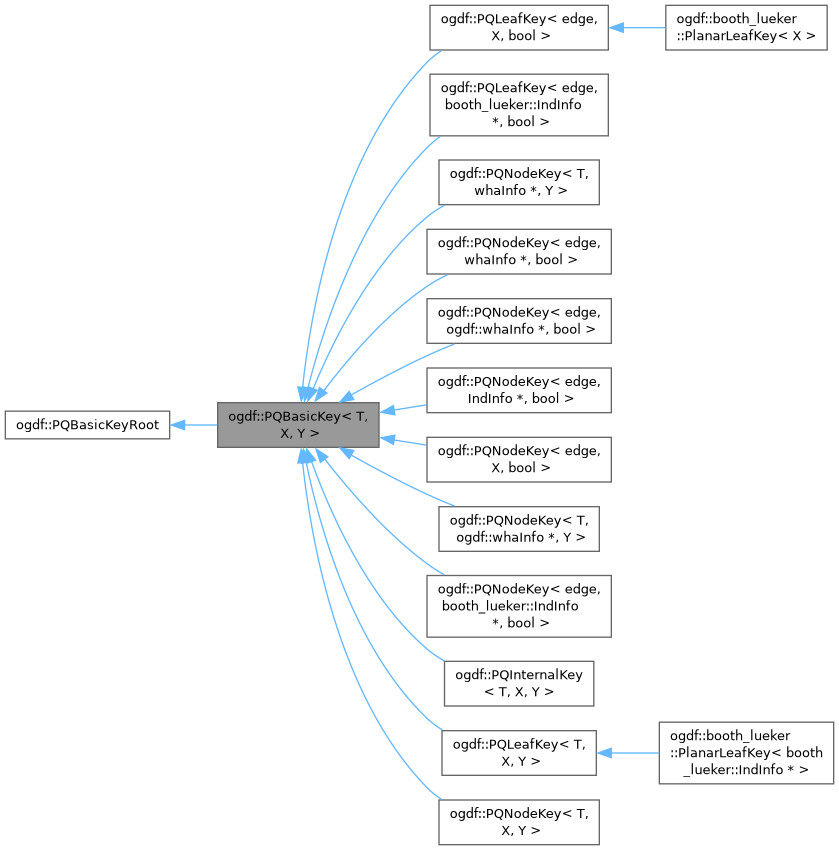 ogdf::PQLeafKey< edge,
X, bool >
ogdf::booth_lueker
::PlanarLeafKey< X >
ogdf::PQLeafKey< edge,
booth_lueker::IndInfo
*, bool >
ogdf::PQNodeKey< T,
whaInfo *, Y >
ogdf::PQNodeKey< edge,
whaInfo *, bool >
ogdf::PQNodeKey< edge,
ogdf::whaInfo *, bool >
ogdf::PQNodeKey< edge,
IndInfo *, bool >
ogdf::PQBasicKeyRoot
ogdf::PQBasicKey< T,
X, Y >
ogdf::PQNodeKey< edge,
X, bool >
ogdf::PQNodeKey< T,
ogdf::whaInfo *, Y >
ogdf::PQNodeKey< edge,
booth_lueker::IndInfo
*, bool >
ogdf::PQInternalKey
< T, X, Y >
ogdf::PQLeafKey< T,
X, Y >
ogdf::booth_lueker
::PlanarLeafKey< booth
_lueker::IndInfo * >
ogdf::PQNodeKey< T,
X, Y >